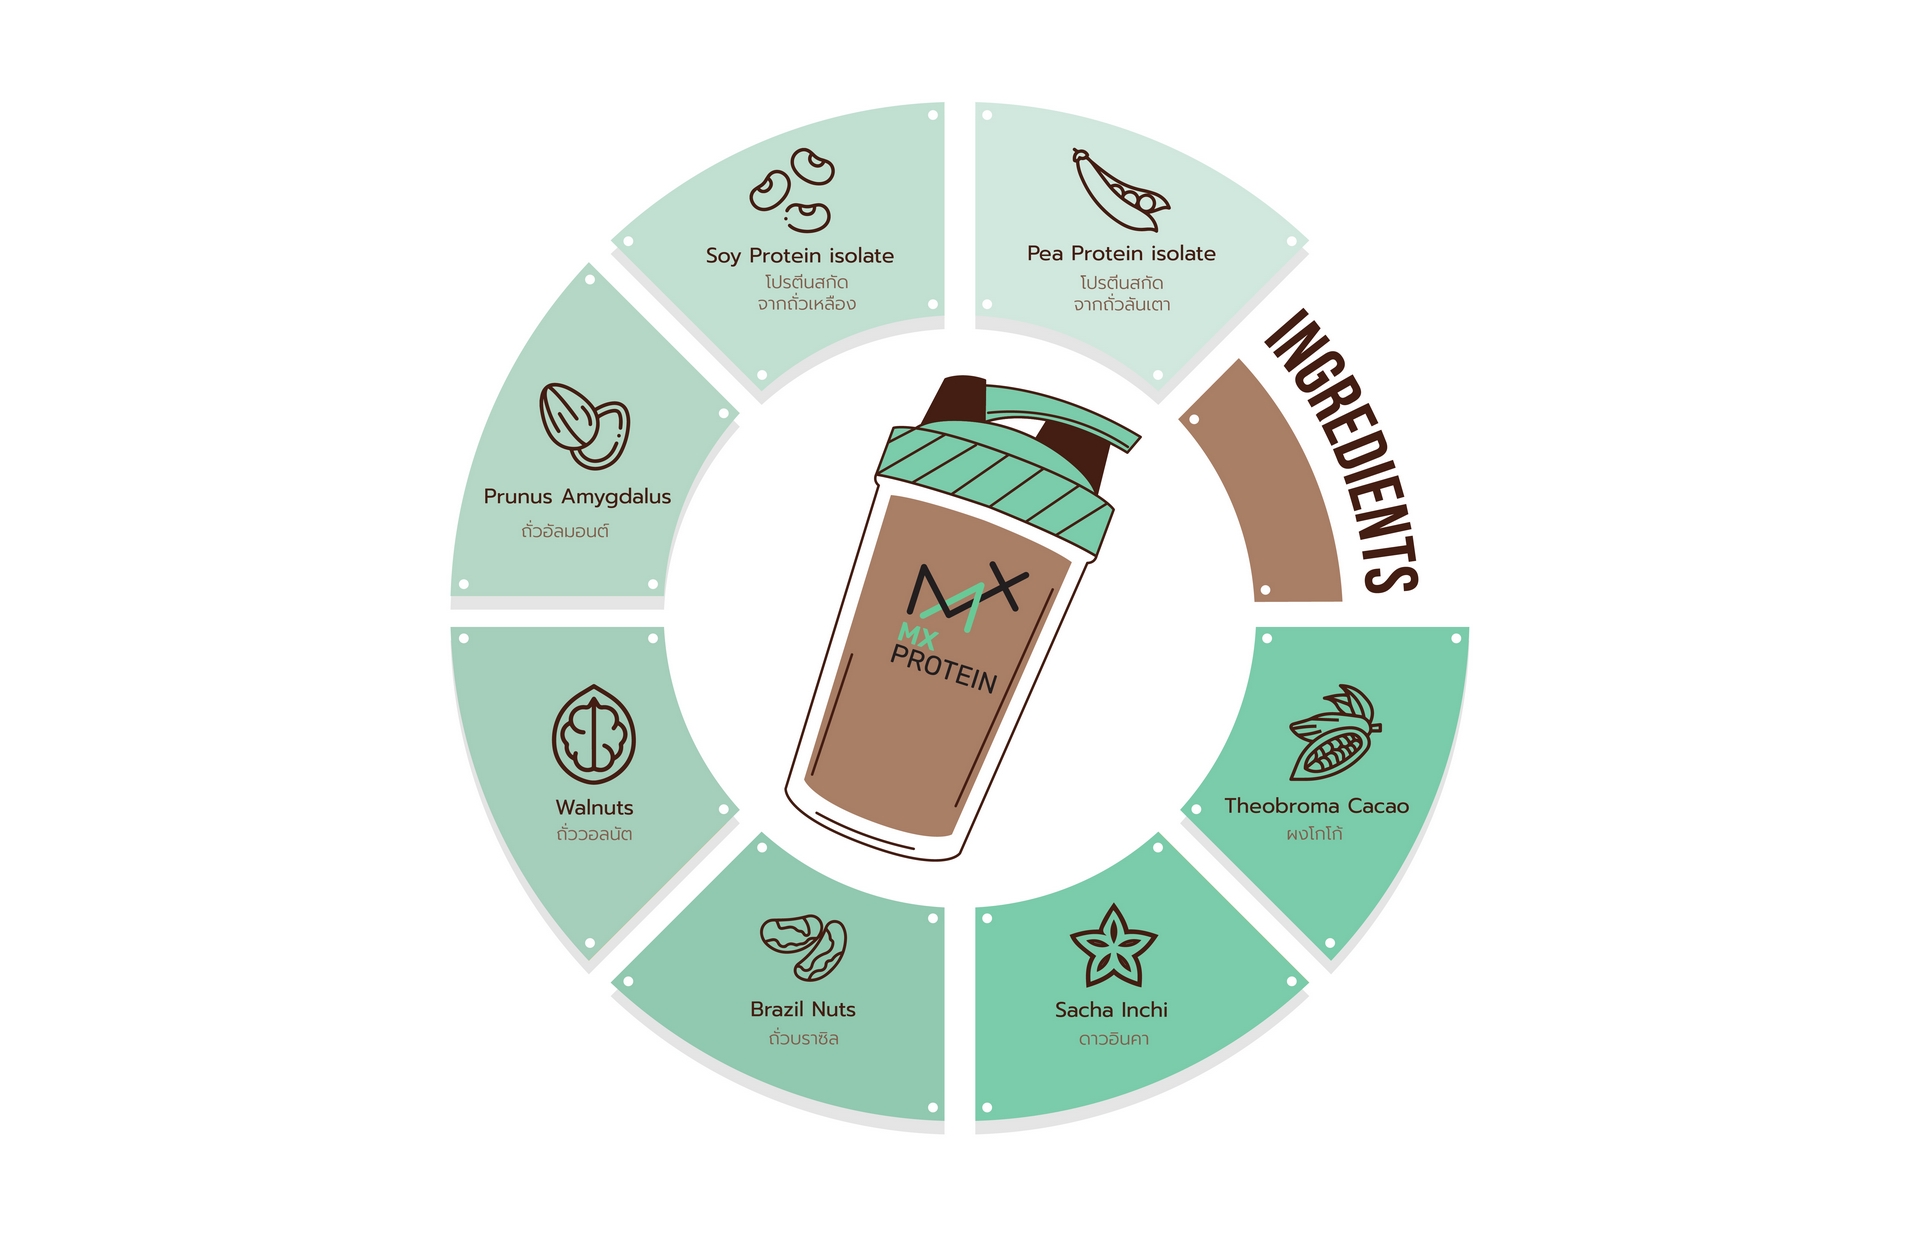 Soy Protein isolate
โปรตีนสกัด
จากถั่วเหลือง
Pea Protein isolate
โปรตีนสกัด
จากถั่วลันเตา
INGREDIENTS
Prunus Amygdalus
ถั่วอัลมอนต์
MX
PROTEIN
Walnuts
ถั่ววอลนัต
Theobroma Cacao
ผงโกโก้
Brazil Nuts
ถั่วบราซิล
Sacha Inchi
ดาวอินคา